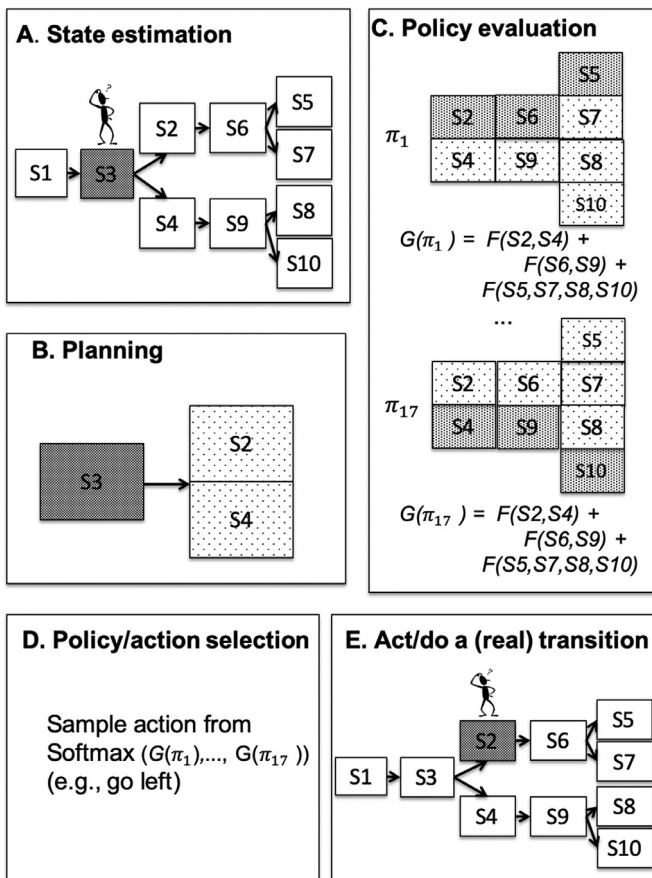 A. State estimation
?
S1
S3
S2
S6
S5
S7
S4
S9
S8
S10
B. Planning
S3
S2
S4
C. Policy evaluation
π1
S5
S2
S6
S7
S4
S9
S8
S10
G(π1 ) = F(S2,S4) +
F(S6,S9) +
F(S5,S7,S8,S10)
...
π17
S5
S2
S6
S7
S4
S9
S8
S10
G(π17 ) = F(S2,S4) +
F(S6,S9) +
F(S5,S7,S8,S10)
D. Policy/action selection
Sample action from
Softmax (G(π1),..., G(π17 ))
(e.g., go left)
E. Act/do a (real) transition
?
S1
S3
S2
S6
S5
S7
S4
S9
S8
S10